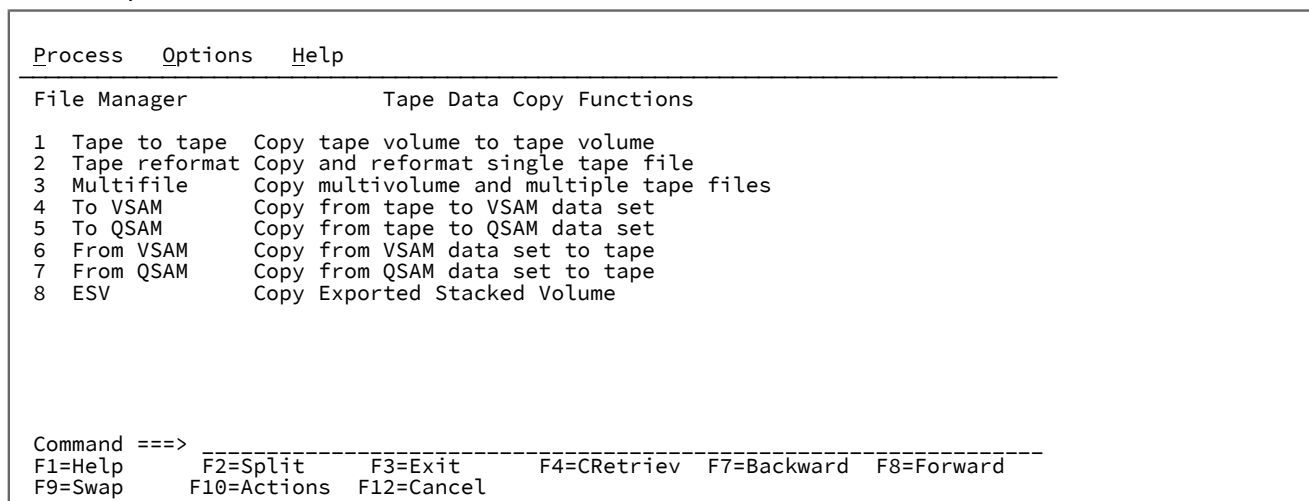 Process   Options   Help
File Manager                Tape Data Copy Functions
1  Tape to tape  Copy tape volume to tape volume
2  Tape reformat Copy and reformat single tape file
3  Multifile     Copy multivolume and multiple tape files
4  To VSAM       Copy from tape to VSAM data set
5  To QSAM       Copy from tape to QSAM data set
6  From VSAM     Copy from VSAM data set to tape
7  From QSAM     Copy from QSAM data set to tape
8  ESV           Copy Exported Stacked Volume
Command ===> _________________________________________________________________
F1=Help      F2=Split     F3=Exit      F4=CRetriev  F7=Backward  F8=Forward
F9=Swap     F10=Actions  F12=Cancel